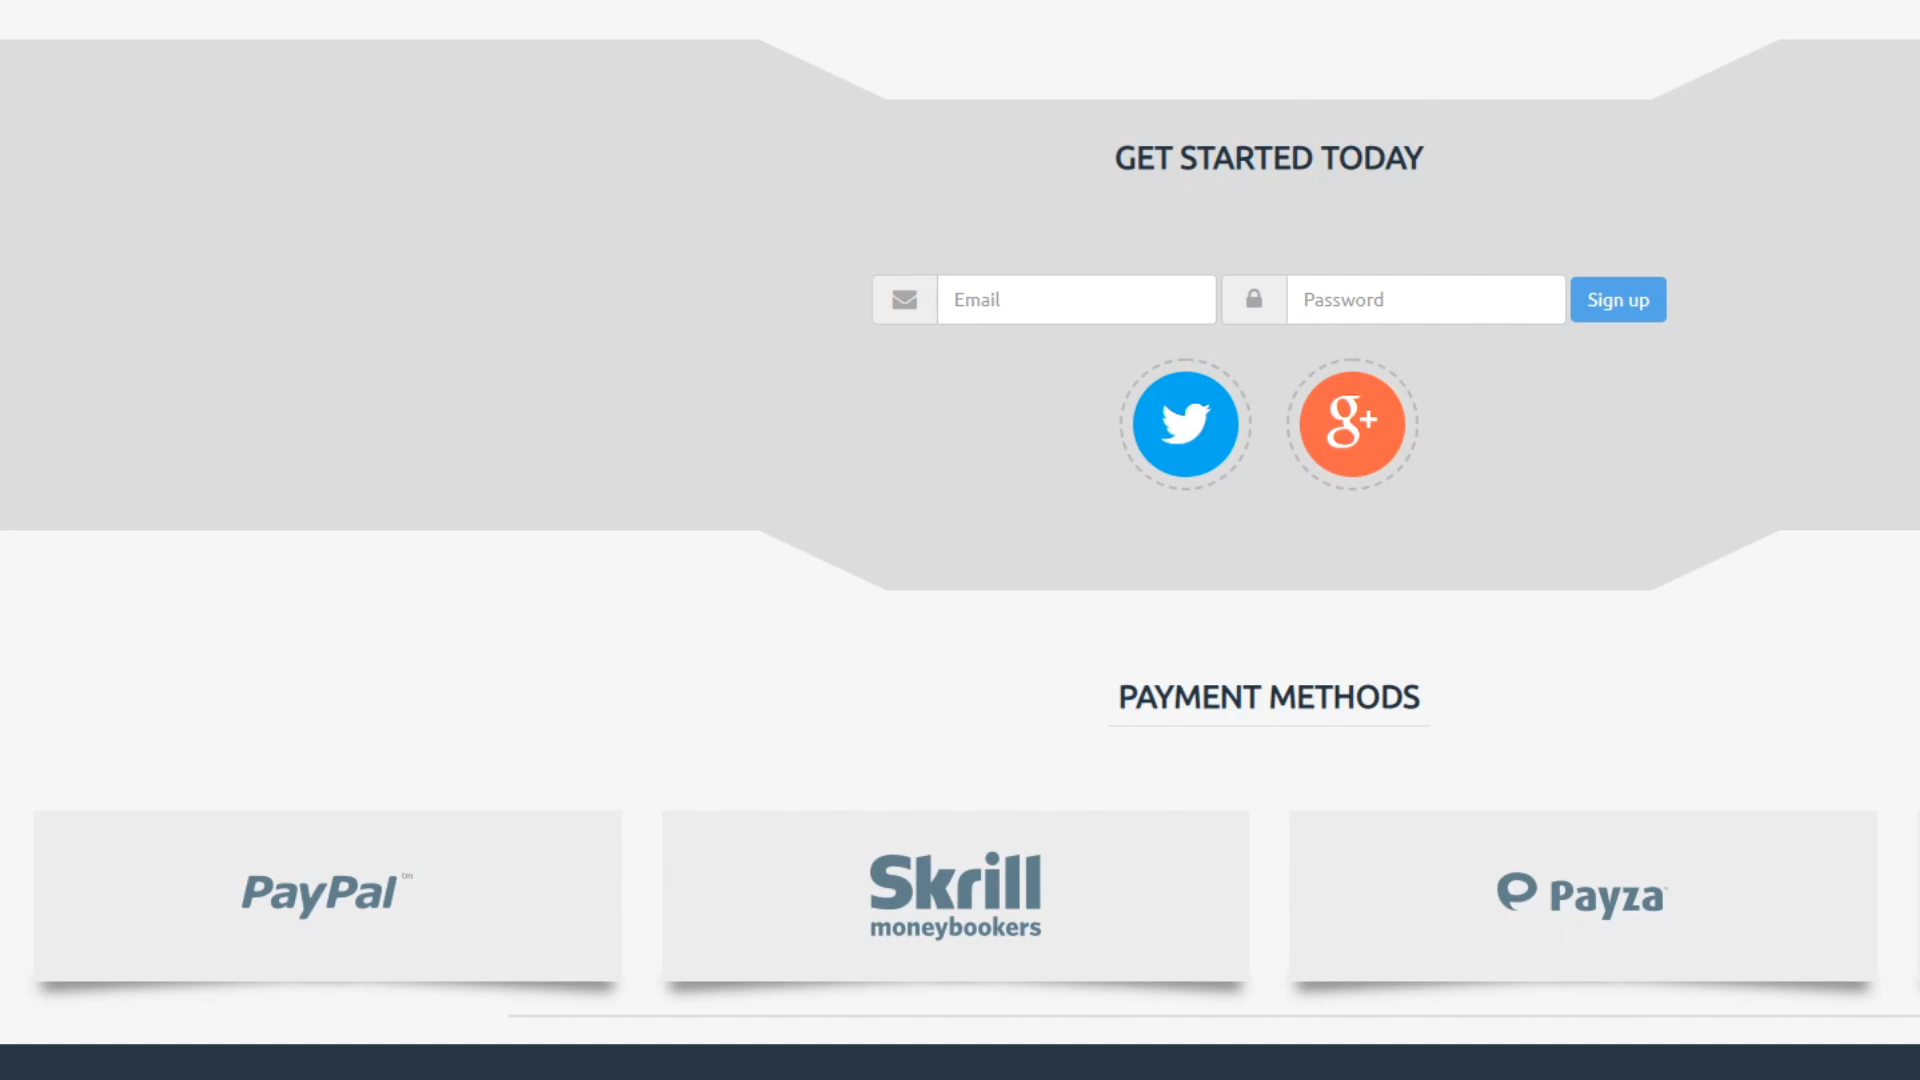 GET STARTED TODAY
Email
Password
Sign up
g+
PAYMENT METHODS
PayPal™
Skrill
moneybookers
Payza